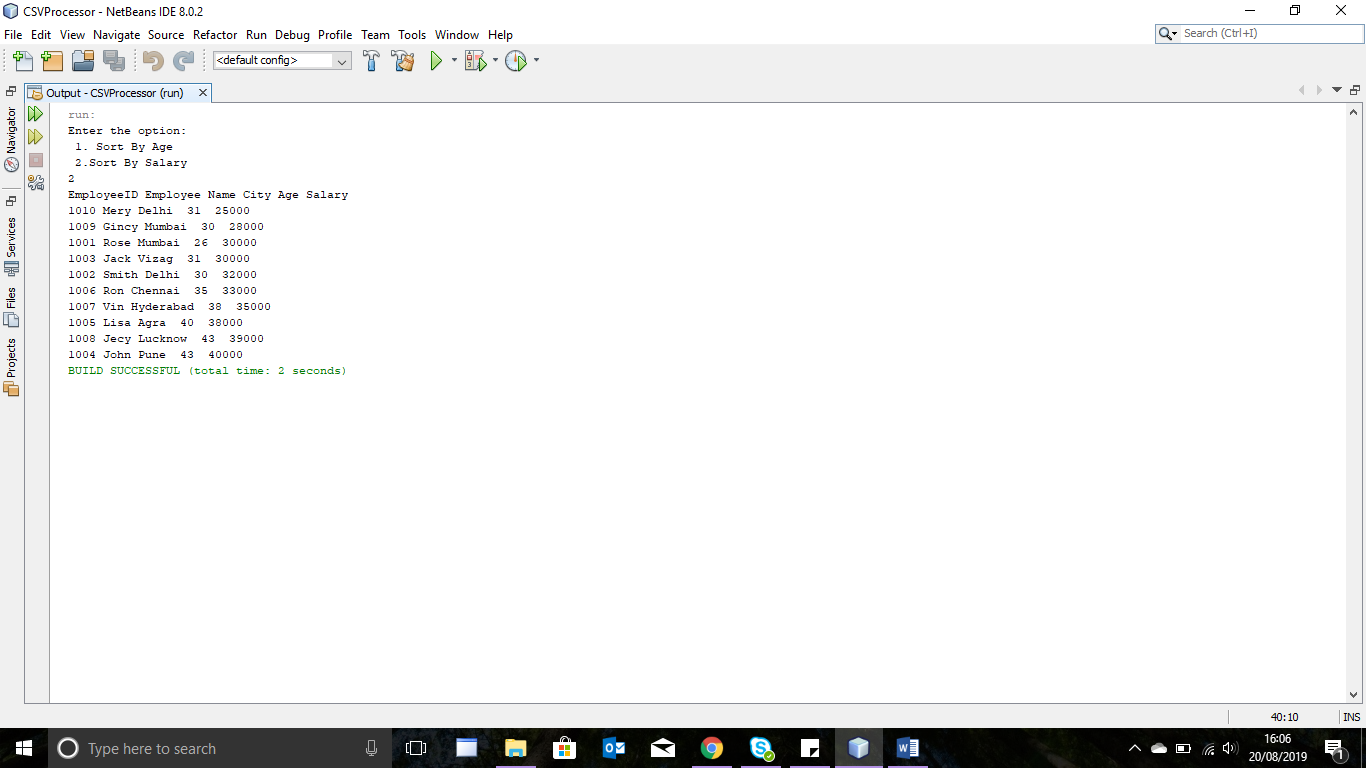 CSVProcessor - NetBeans IDE 8.0.2
File Edit View Navigate Source Refactor Run Debug Profile Team Tools Window Help
Search (Ctrl+I)
<default config>
Output - CSVProcessor (run)
Navigator
Services
Files
Projects
run:
Enter the option:
1. Sort By Age
2.Sort By Salary
2
EmployeeID Employee Name City Age Salary
1010 Mery Delhi  31  25000
1009 Gincy Mumbai  30  28000
1001 Rose Mumbai  26  30000
1003 Jack Vizag  31  30000
1002 Smith Delhi  30  32000
1006 Ron Chennai  35  33000
1007 Vin Hyderabad  38  35000
1005 Lisa Agra  40  38000
1008 Jecy Lucknow  43  39000
1004 John Pune  43  40000
BUILD SUCCESSFUL (total time: 2 seconds)
40:10 INS
Type here to search
16:06
20/08/2019
1